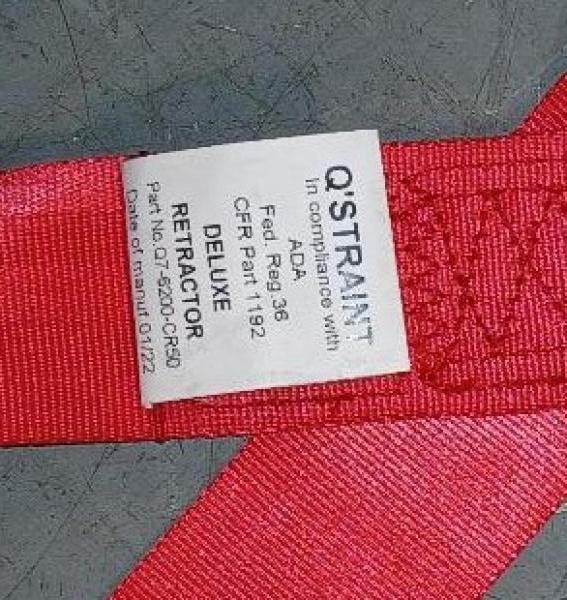 Q'STRAINT
In compliance with
ADA
Fed. Reg 36
CFR Part 1192
DELUXE
RETRACTOR
Part No.Q7-6200-CR50
Date of manuf 01/22